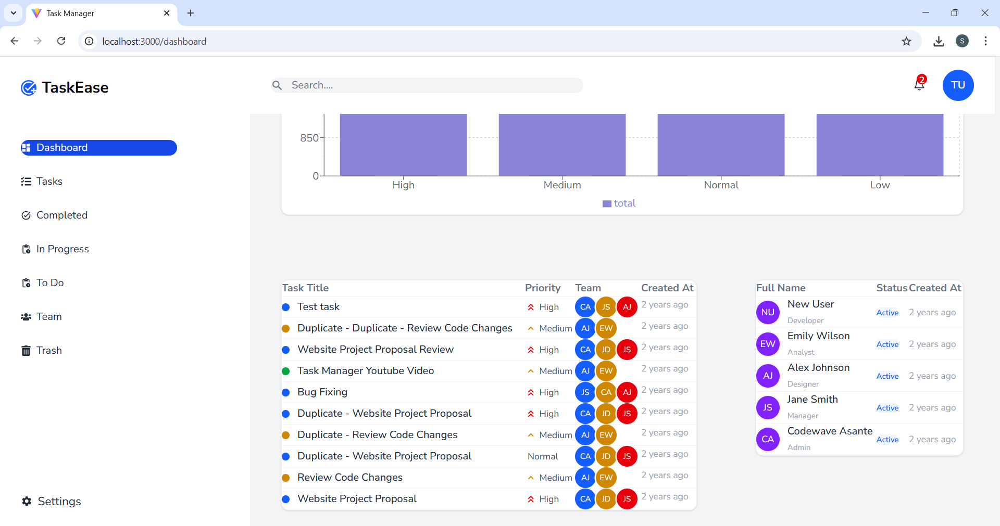 Task Manager
localhost:3000/dashboard
S
TaskEase
Search....
2
TU
Dashboard
Tasks
Completed
In Progress
To Do
Team
Trash
Settings
850
0
High Medium Normal Low
total
Task Title Priority Team Created At
Test task High CA JS AJ 2 years ago
Duplicate - Duplicate - Review Code Changes Medium AJ EW 2 years ago
Website Project Proposal Review High CA JD JS 2 years ago
Task Manager Youtube Video Medium AJ EW 2 years ago
Bug Fixing High JS CA AJ 2 years ago
Duplicate - Website Project Proposal High CA JD JS 2 years ago
Duplicate - Review Code Changes Medium AJ EW 2 years ago
Duplicate - Website Project Proposal Normal CA JD JS 2 years ago
Review Code Changes Medium AJ EW 2 years ago
Website Project Proposal High CA JD JS 2 years ago
Full Name Status Created At
NU New User Active 2 years ago
Developer
EW Emily Wilson Active 2 years ago
Analyst
AJ Alex Johnson Active 2 years ago
Designer
JS Jane Smith Active 2 years ago
Manager
CA Codewave Asante Active 2 years ago
Admin